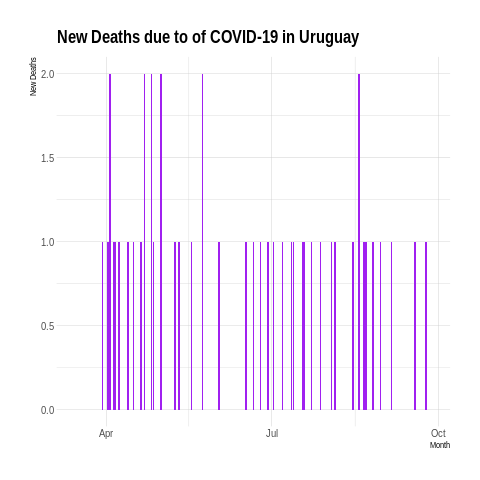 New Deaths due to of COVID-19 in Uruguay
New Deaths
2.0
1.5
1.0
0.5
0.0
Apr
Jul
Oct
Month